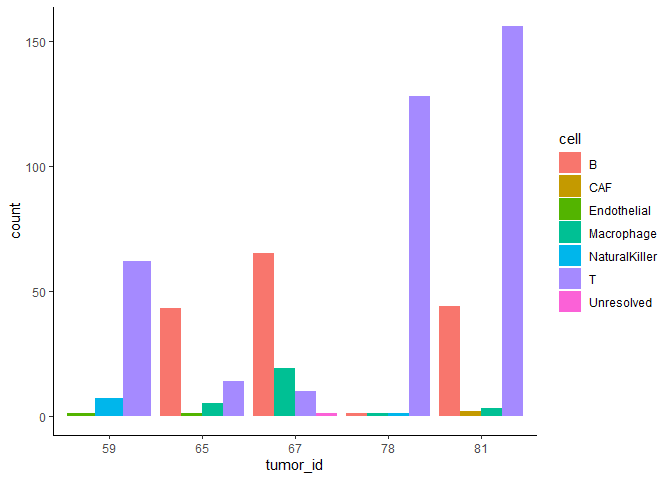 150
100
50
0
count
59 65 67 78 81
tumor_id
cell
B
CAF
Endothelial
Macrophage
NaturalKiller
T
Unresolved